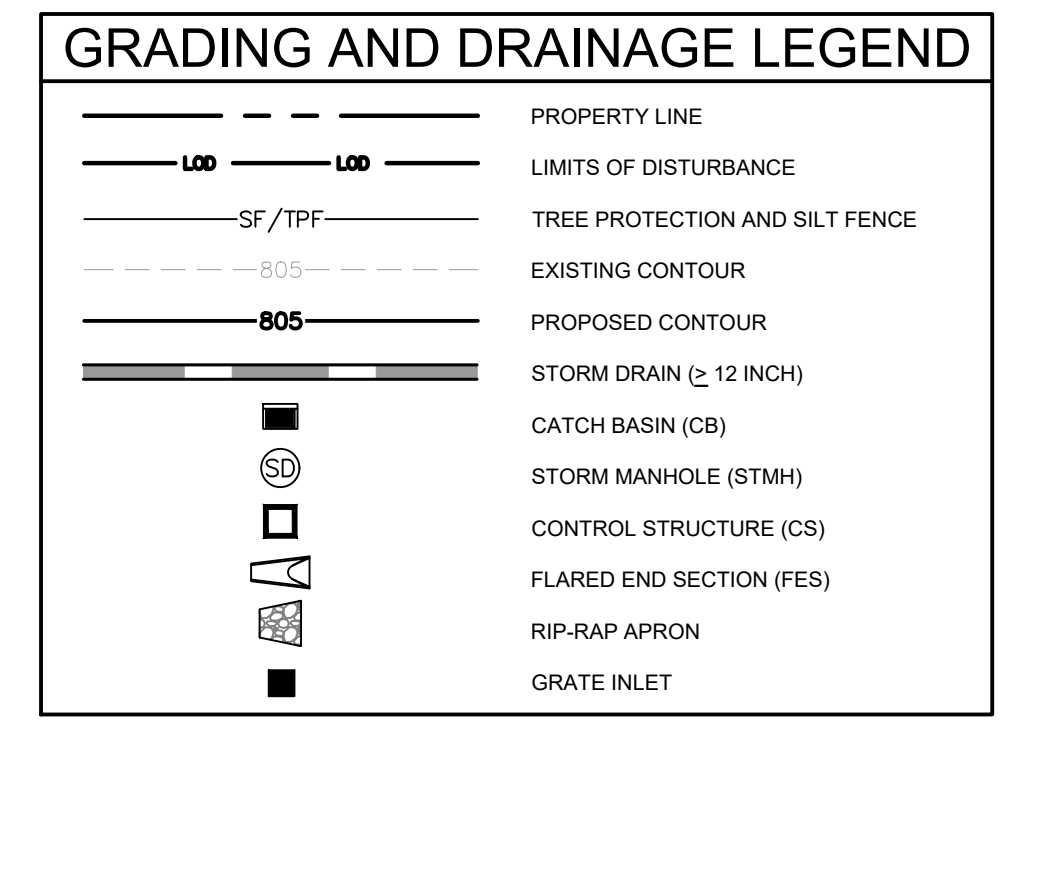 GRADING AND DRAINAGE LEGEND
PROPERTY LINE
LOD LOD LIMITS OF DISTURBANCE
SF/TPF TREE PROTECTION AND SILT FENCE
805 EXISTING CONTOUR
805 PROPOSED CONTOUR
STORM DRAIN (≥ 12 INCH)
CATCH BASIN (CB)
SD STORM MANHOLE (STMH)
CONTROL STRUCTURE (CS)
FLARED END SECTION (FES)
RIP-RAP APRON
GRATE INLET